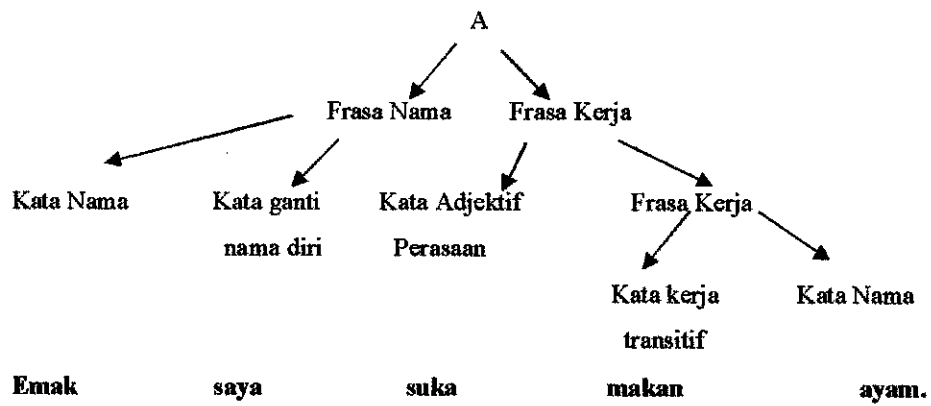 A
Frasa Nama Frasa Kerja
Kata Nama Kata ganti Kata Adjektif Frasa Kerja
nama diri Perasaan
Kata kerja Kata Nama
transitif
Emak saya suka makan ayam.